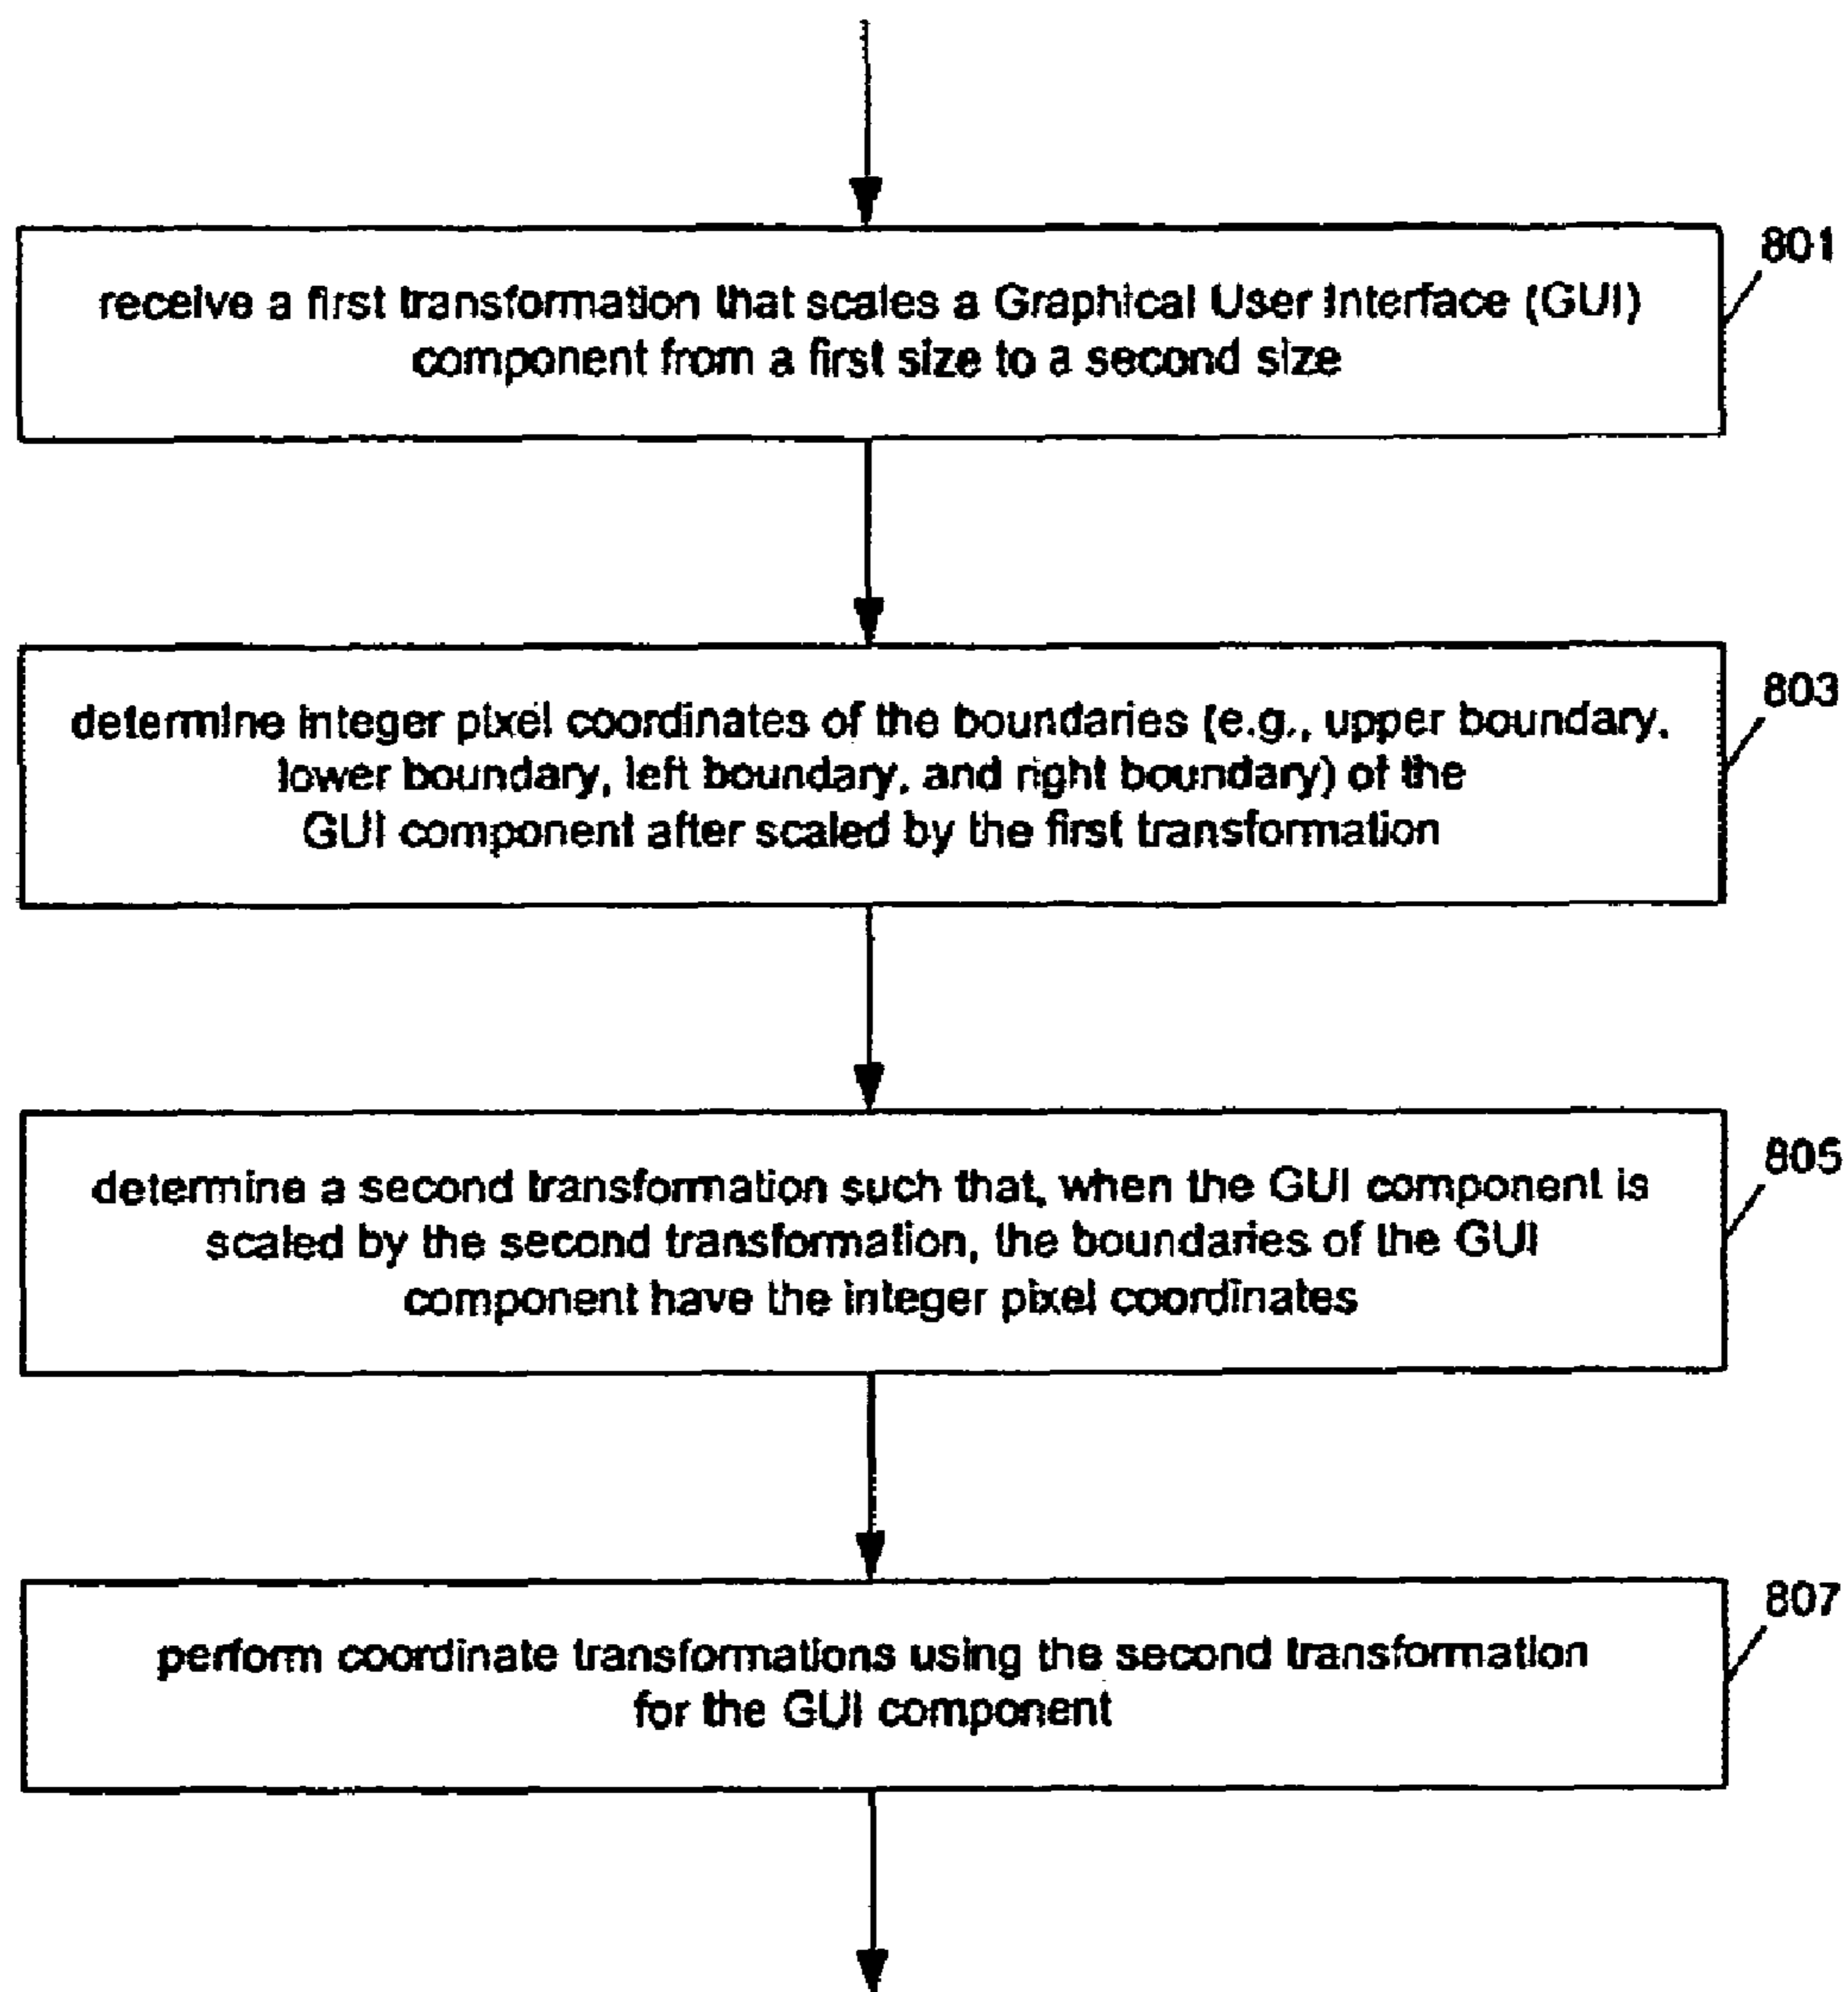 801
receive a first transformation that scales a Graphical User Interface (GUI)
component from a first size to a second size
803
determine integer pixel coordinates of the boundaries (e.g., upper boundary,
lower boundary, left boundary, and right boundary) of the
GUI component after scaled by the first transformation
805
determine a second transformation such that, when the GUI component is
scaled by the second transformation, the boundaries of the GUI
component have the integer pixel coordinates
807
perform coordinate transformations using the second transformation
for the GUI component